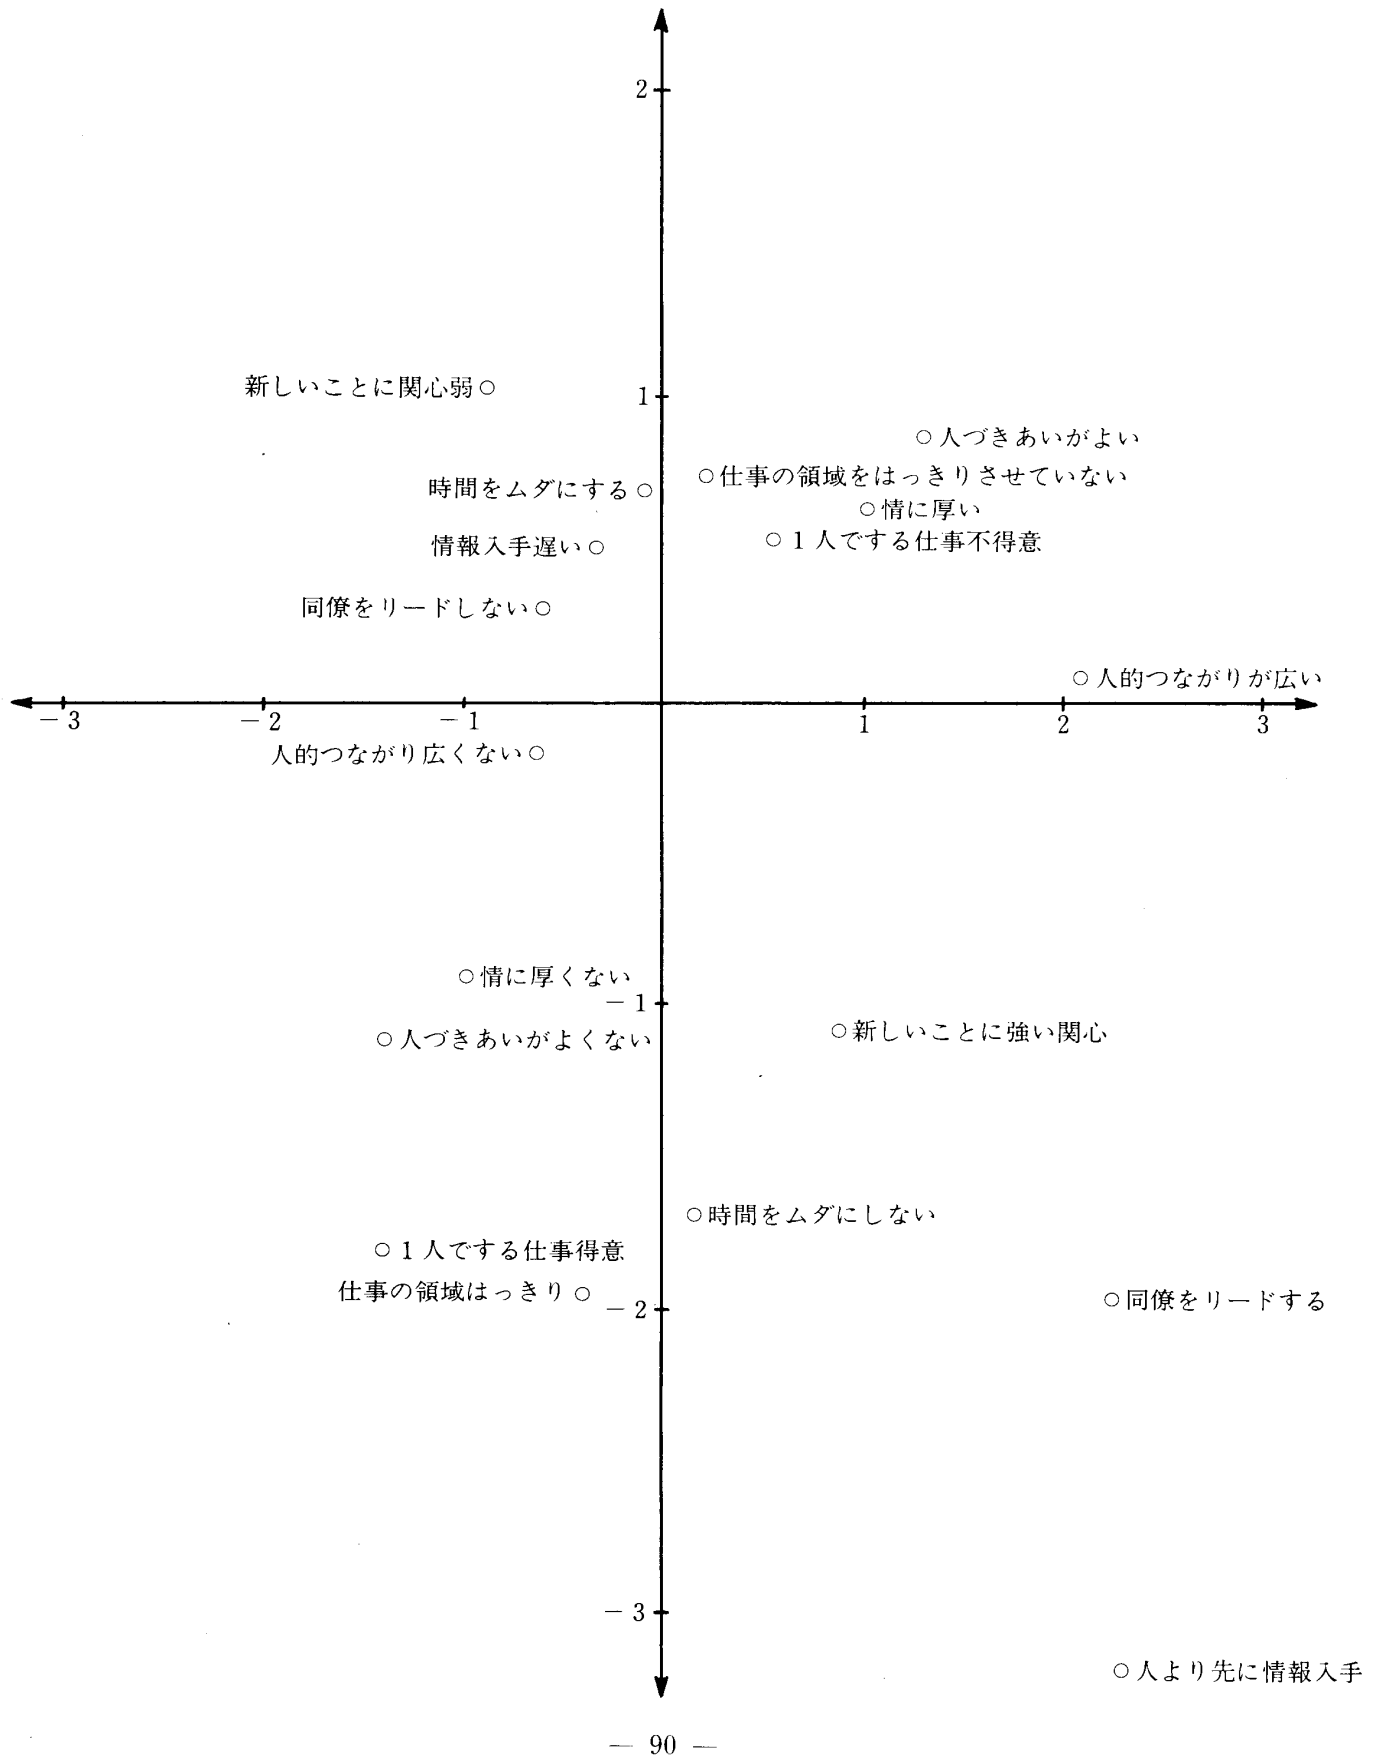 2
新しいことに関心弱○
1
○人づきあいがよい
○仕事の領域をはっきりさせていない
時間をムダにする○
○情に厚い
○1人でする仕事不得意
情報入手遅い○
同僚をリードしない○
○人的つながりが広い
－3 －2 －1 1 2 3
人的つながり広くない○
○情に厚くない
－1
○新しいことに強い関心
○人づきあいがよくない
○時間をムダにしない
○1人でする仕事得意
仕事の領域はっきり○
－2
○同僚をリードする
－3
○人より先に情報入手
— 90 —